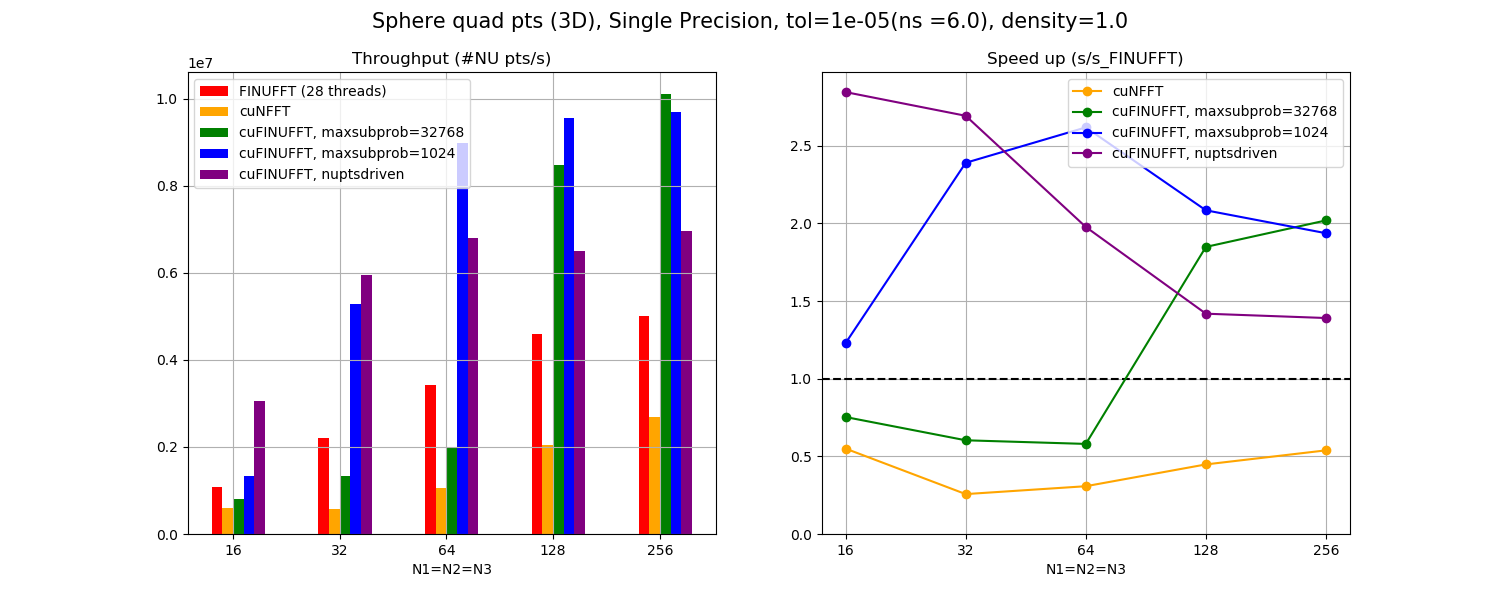 Sphere quad pts (3D), Single Precision, tol=1e-05(ns =6.0), density=1.0
Throughput (#NU pts/s)
1e7
FINUFFT (28 threads)
cuNFFT
cuFINUFFT, maxsubprob=32768
cuFINUFFT, maxsubprob=1024
cuFINUFFT, nuptsdriven
1.0
0.8
0.6
0.4
0.2
0.0
16 32 64 128 256
N1=N2=N3
Speed up (s/s_FINUFFT)
cuNFFT
cuFINUFFT, maxsubprob=32768
cuFINUFFT, maxsubprob=1024
cuFINUFFT, nuptsdriven
2.5
2.0
1.5
1.0
0.5
0.0
16 32 64 128 256
N1=N2=N3